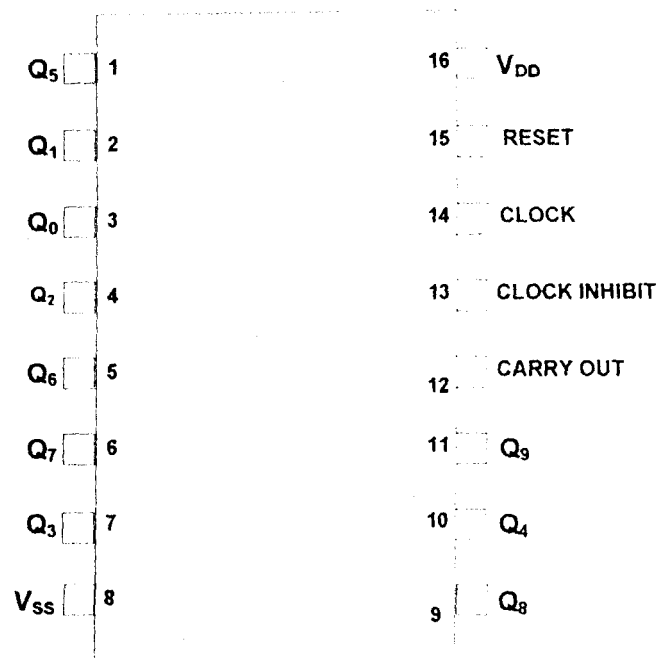 Q5 1 16 VDD
Q1 2 15 RESET
Q0 3 14 CLOCK
Q2 4 13 CLOCK INHIBIT
Q6 5 12 CARRY OUT
Q7 6 11 Q9
Q3 7 10 Q4
VSS 8 9 Q8